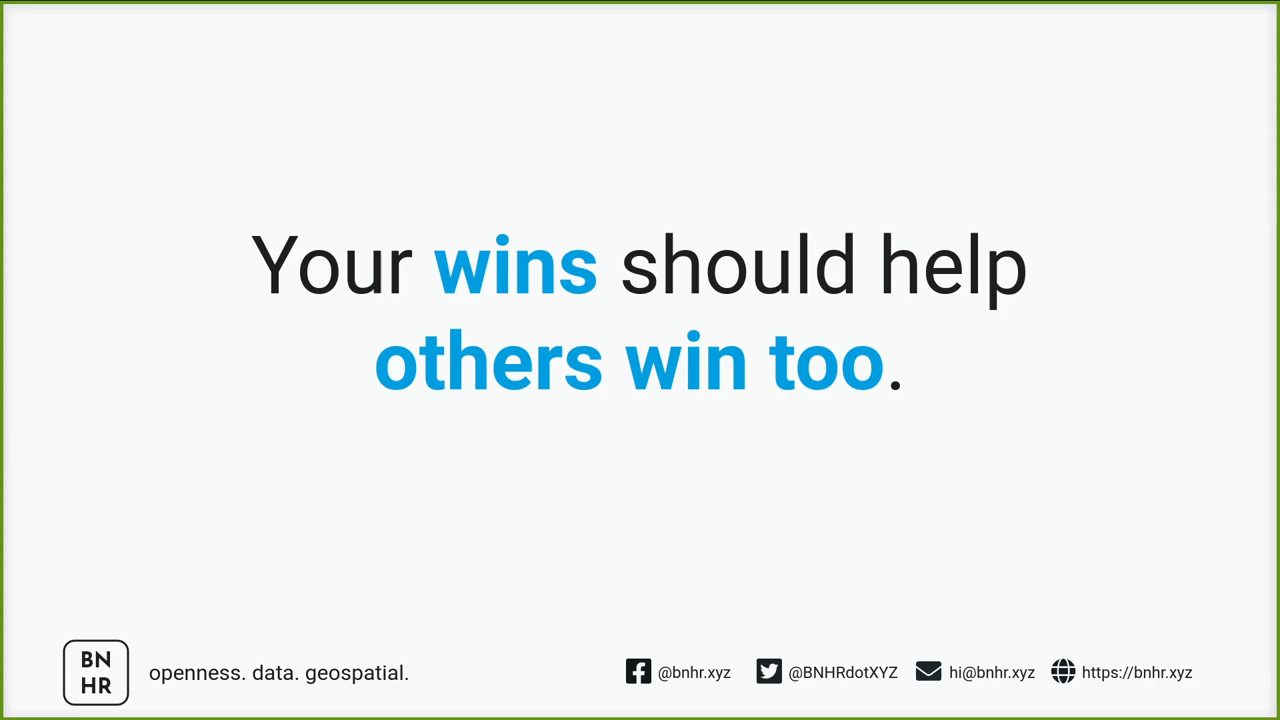 Your wins should help
others win too.
BN
HR
openness. data. geospatial.
@bnhr.xyz
@BNHRdotXYZ
hi@bnhr.xyz
https://bnhr.xyz